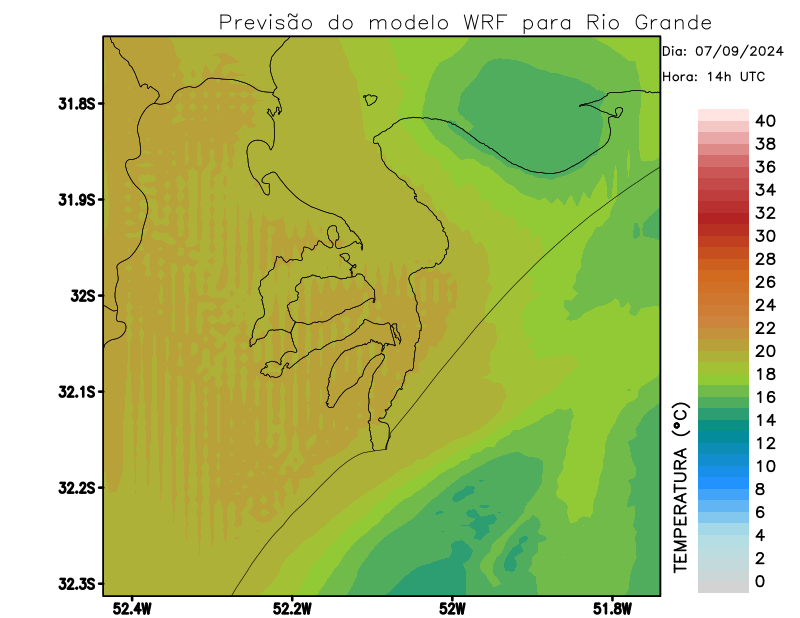 Previsão do modelo WRF para Rio Grande
Dia: 07/09/2024
Hora: 14h UTC
31.8S
31.9S
32S
32.1S
32.2S
32.3S
52.4W
52.2W
52W
51.8W
TEMPERATURA (°C)
40
38
36
34
32
30
28
26
24
22
20
18
16
14
12
10
8
6
4
2
0